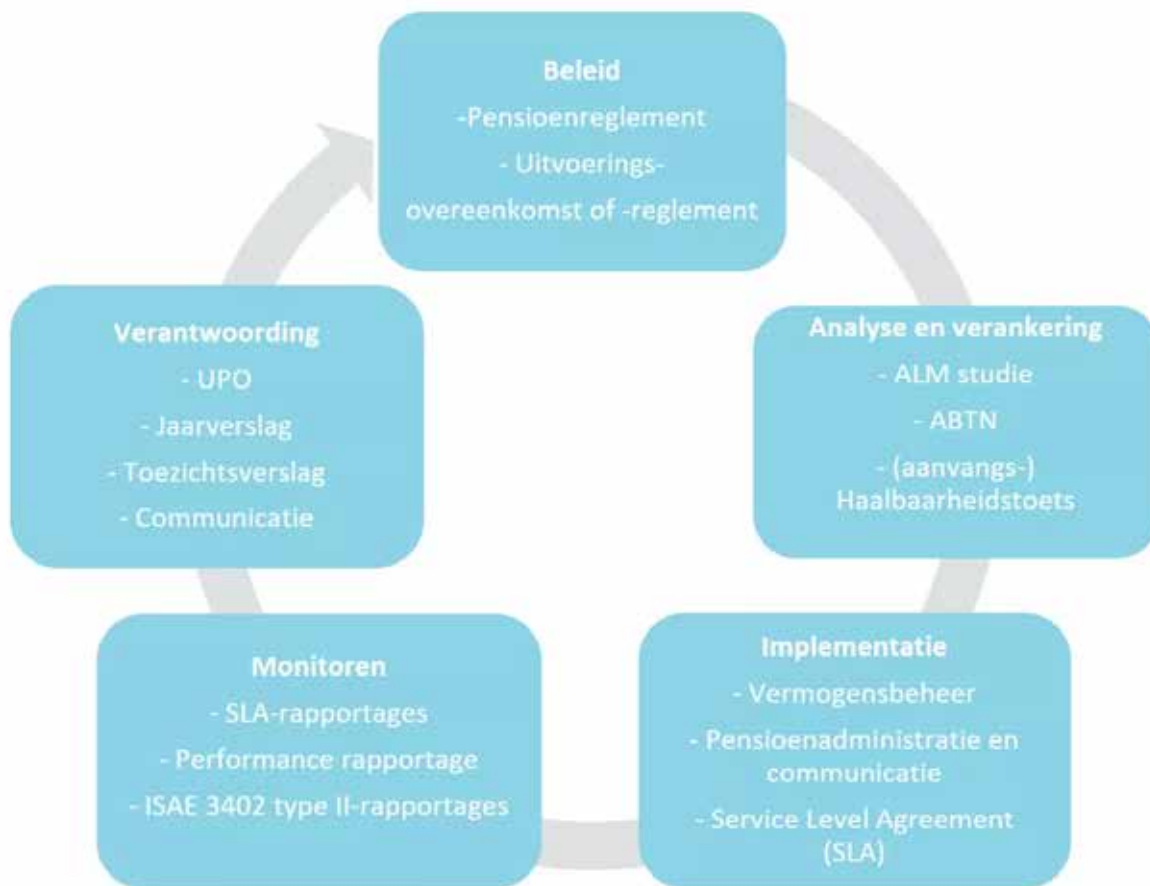 Beleid
-Pensioenreglement
- Uitvoerings-
overeenkomst of -reglement
Analyse en verankering
- ALM studie
- ABTN
- (aanvangs-)
Haalbaarheidstoets
Implementatie
- Vermogensbeheer
- Pensioenadministratie en
communicatie
- Service Level Agreement
(SLA)
Monitoren
- SLA-rapportages
- Performance rapportage
- ISAE 3402 type II-rapportages
Verantwoording
- UPO
- Jaarverslag
- Toezichtsverslag
- Communicatie